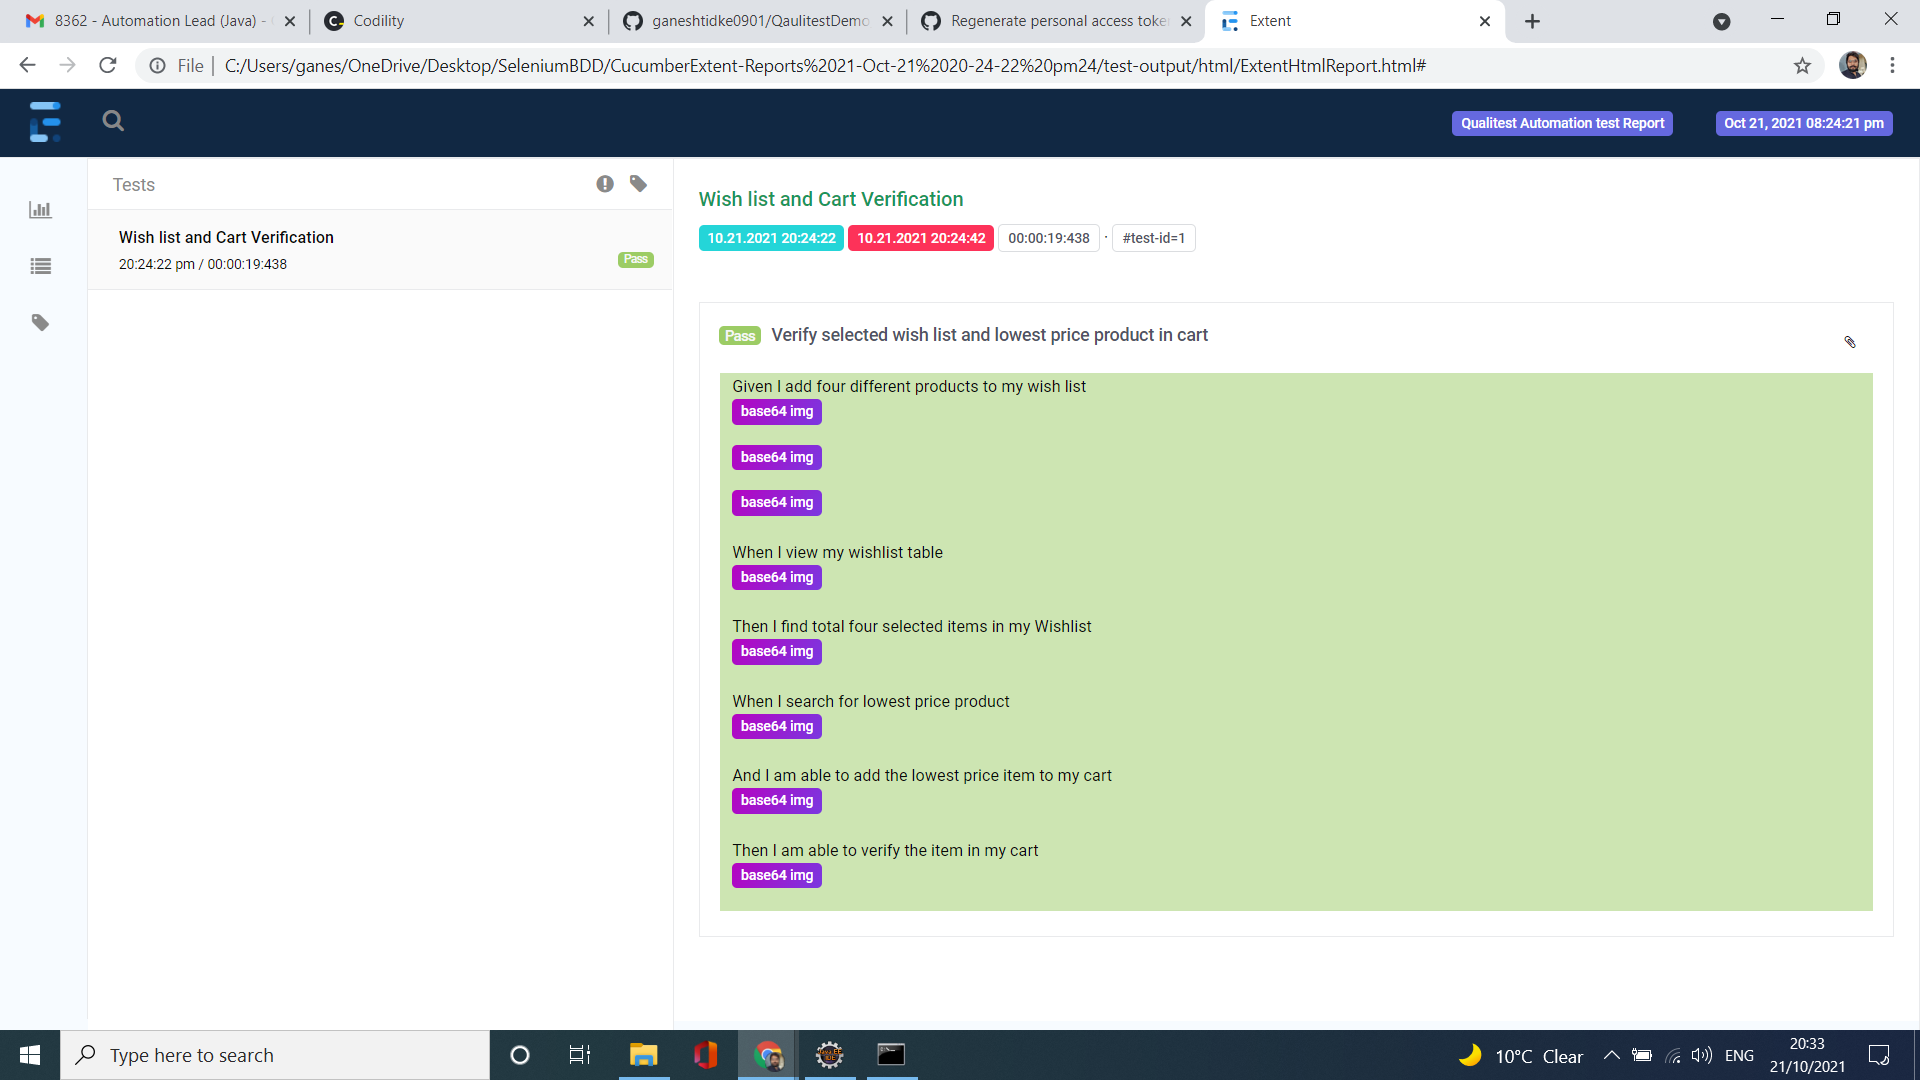 8362 - Automation Lead (Java) -
Codility
ganeshtidke0901/QaulitestDemo
Regenerate personal access token
Extent
File
C:/Users/ganes/OneDrive/Desktop/SeleniumBDD/CucumberExtent-Reports%2021-Oct-21%2020-24-22%20pm24/test-output/html/ExtentHtmlReport.html#
Qualitest Automation test Report
Oct 21, 2021 08:24:21 pm
Tests
Wish list and Cart Verification
20:24:22 pm / 00:00:19:438
Pass
Wish list and Cart Verification
10.21.2021 20:24:22 10.21.2021 20:24:42 00:00:19:438 · #test-id=1
Pass Verify selected wish list and lowest price product in cart
Given I add four different products to my wish list
base64 img
base64 img
base64 img
When I view my wishlist table
base64 img
Then I find total four selected items in my Wishlist
base64 img
When I search for lowest price product
base64 img
And I am able to add the lowest price item to my cart
base64 img
Then I am able to verify the item in my cart
base64 img
Type here to search
10°C Clear
ENG
20:33
21/10/2021